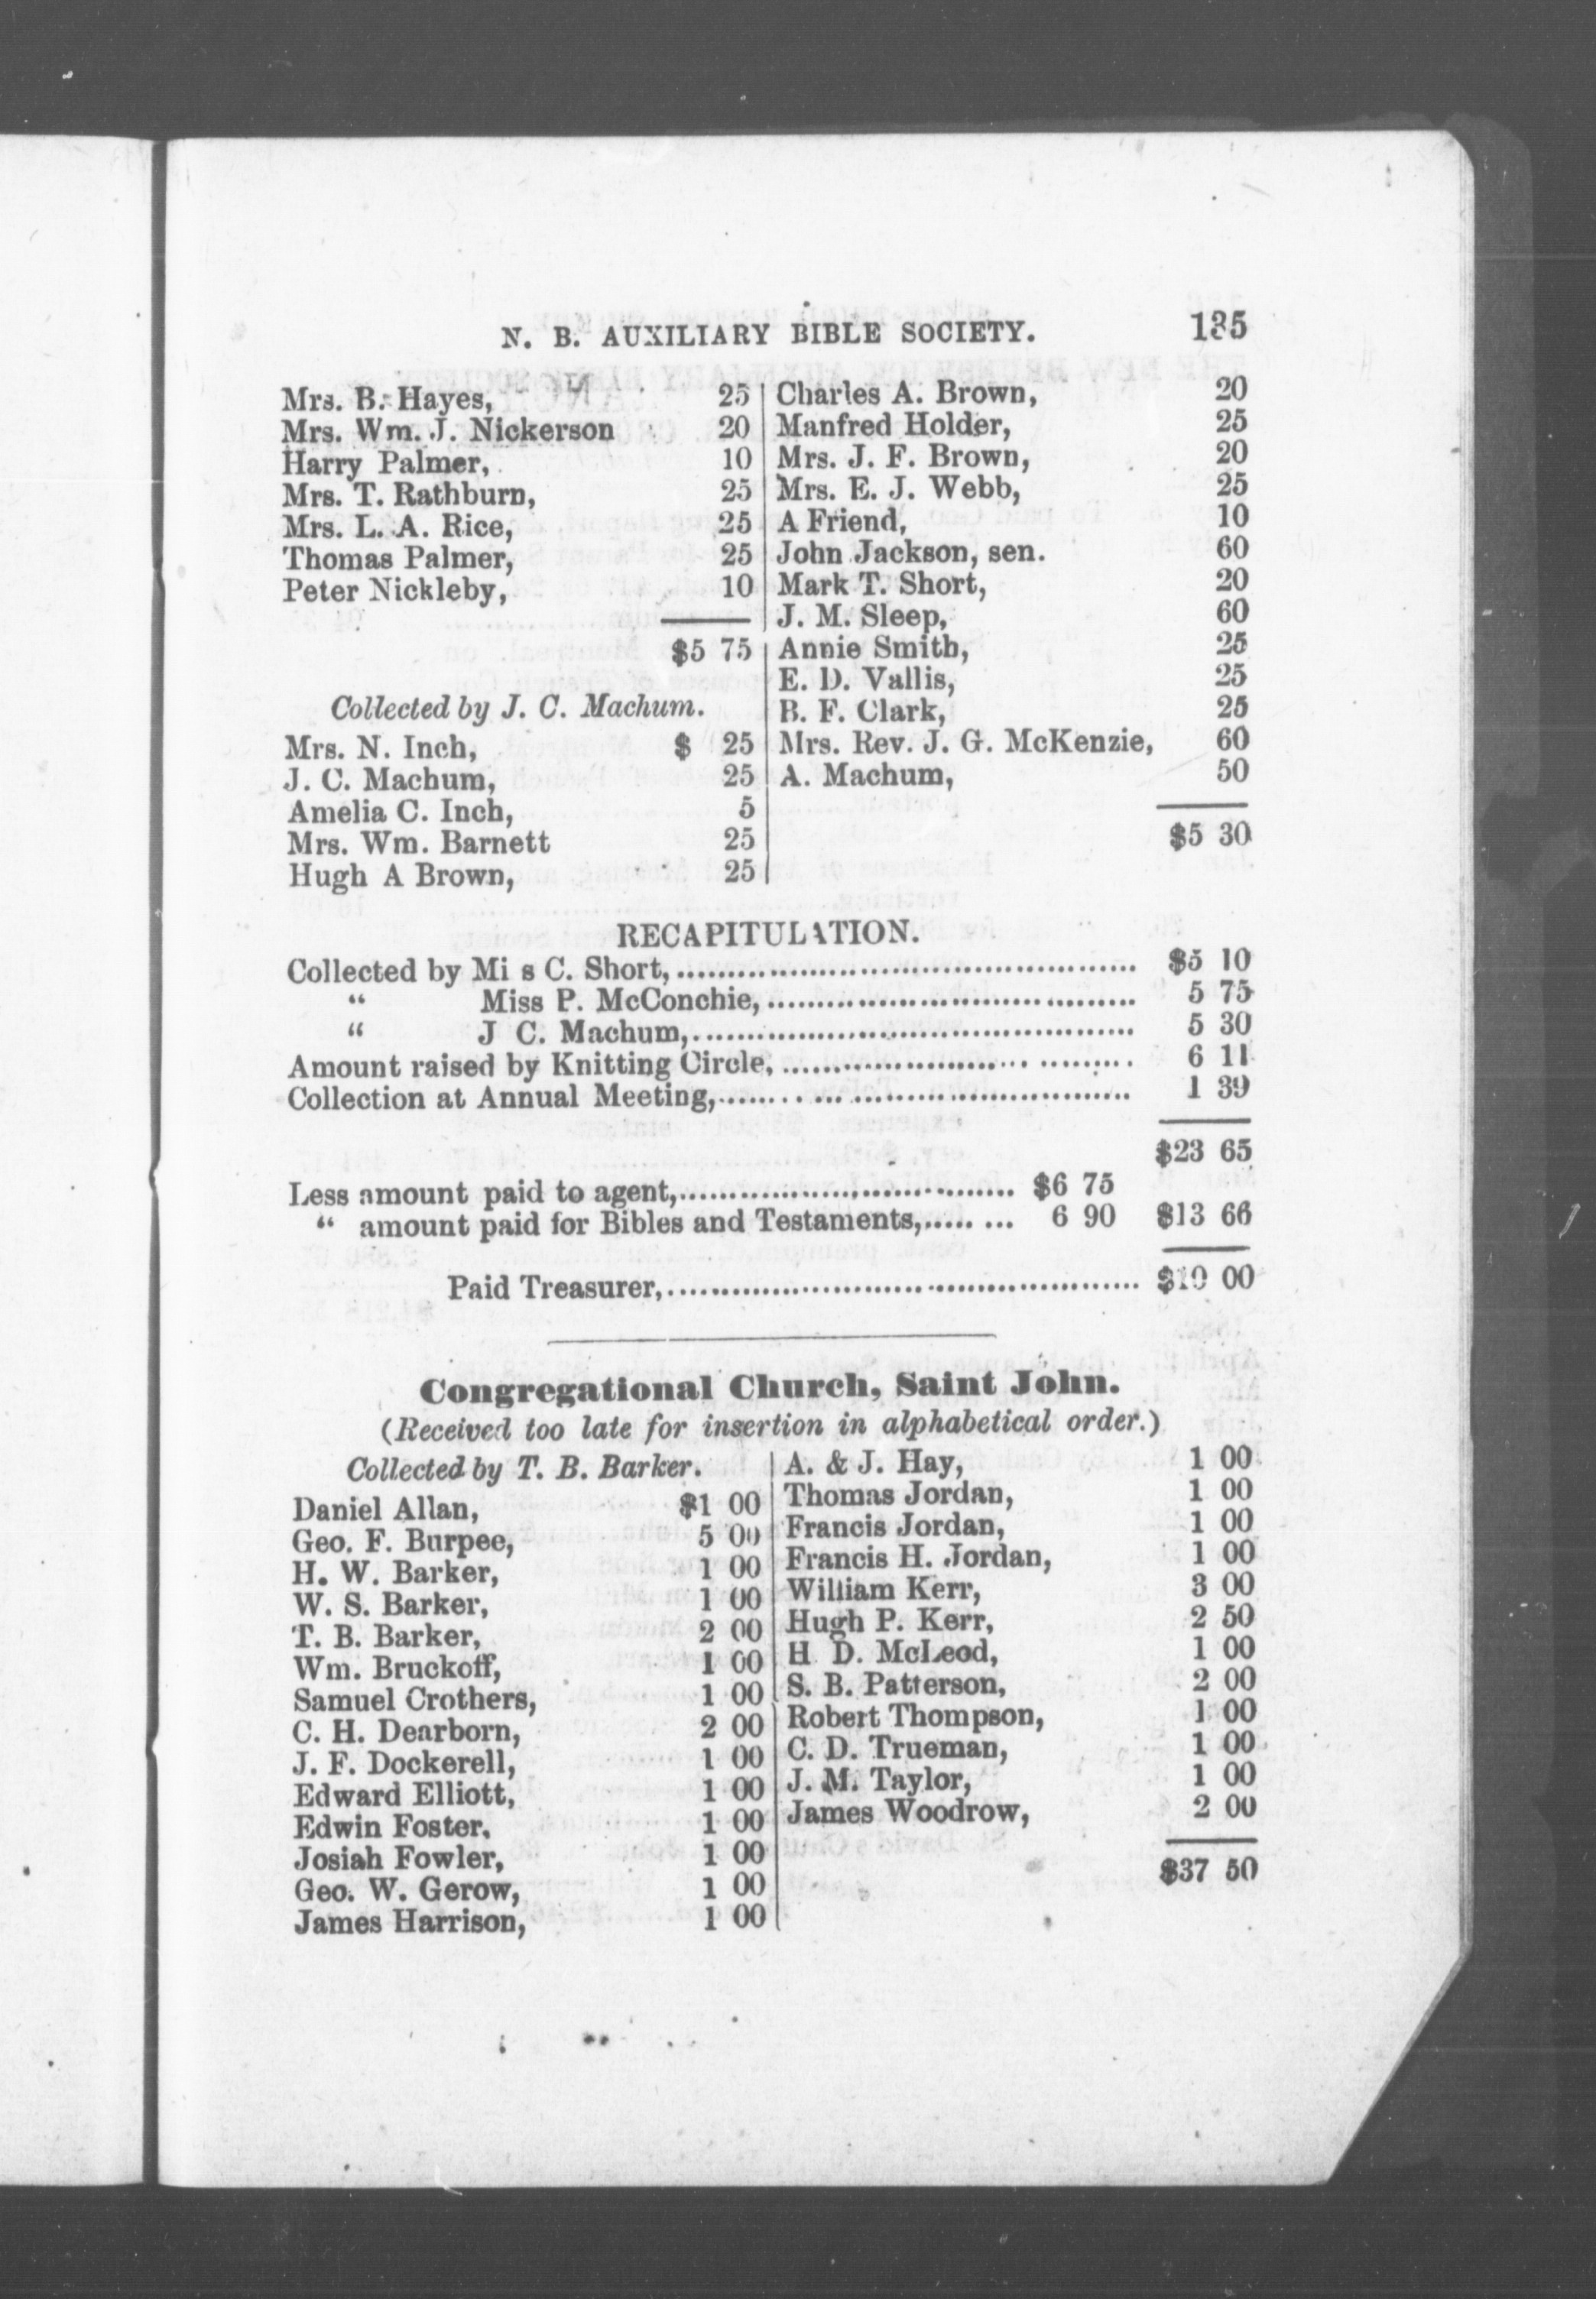 N. B. AUXILIARY BIBLE SOCIETY. 135
Mrs. B. Hayes, 25
Mrs. Wm. J. Nickerson 20
Harry Palmer, 10
Mrs. T. Rathburn, 25
Mrs. L. A. Rice, 25
Thomas Palmer, 25
Peter Nickleby, 10
$5 75
Collected by J. C. Machum.
Mrs. N. Inch, $ 25
J. C. Machum, 25
Amelia C. Inch, 5
Mrs. Wm. Barnett 25
Hugh A Brown, 25
Charles A. Brown, 20
Manfred Holder, 25
Mrs. J. F. Brown, 20
Mrs. E. J. Webb, 25
A Friend, 10
John Jackson, sen. 60
Mark T. Short, 20
J. M. Sleep, 60
Annie Smith, 25
E. D. Vallis, 25
B. F. Clark, 25
Mrs. Rev. J. G. McKenzie, 60
A. Machum, 50
$5 30
RECAPITULATION.
Collected by Mi s C. Short, $5 10
“ Miss P. McConchie, 5 75
“ J C. Machum, 5 30
Amount raised by Knitting Circle, 6 11
Collection at Annual Meeting, 1 39
$23 65
Less amount paid to agent, $6 75
“ amount paid for Bibles and Testaments, 6 90 $13 66
Paid Treasurer, $10 00
Congregational Church, Saint John.
(Received too late for insertion in alphabetical order.)
Collected by T. B. Barker.
Daniel Allan, $1 00
Geo. F. Burpee, 5 00
H. W. Barker, 1 00
W. S. Barker, 1 00
T. B. Barker, 2 00
Wm. Bruckoff, 1 00
Samuel Crothers, 1 00
C. H. Dearborn, 2 00
J. F. Dockerell, 1 00
Edward Elliott, 1 00
Edwin Foster, 1 00
Josiah Fowler, 1 00
Geo. W. Gerow, 1 00
James Harrison, 1 00
A. & J. Hay, 1 00
Thomas Jordan, 1 00
Francis Jordan, 1 00
Francis H. Jordan, 1 00
William Kerr, 3 00
Hugh P. Kerr, 2 50
H D. McLeod, 1 00
S. B. Patterson, 2 00
Robert Thompson, 1 00
C. D. Trueman, 1 00
J. M. Taylor, 1 00
James Woodrow, 2 00
$37 50